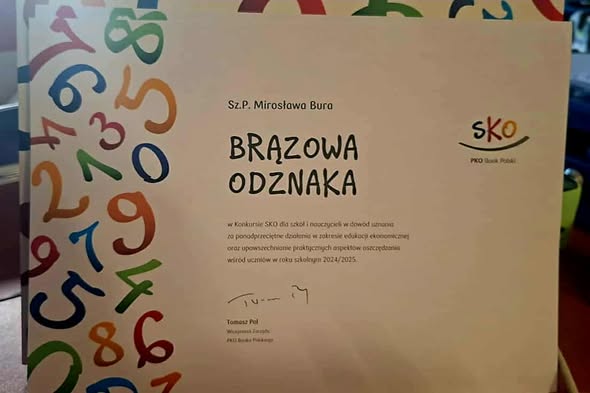 Sz.P. Mirosława Bura
BRĄZOWA
ODZNAKA
w Konkursie SKO dla szkół i nauczycieli w dowód uznania
za ponadprzeciętne działania w zakresie edukacji ekonomicznej
oraz upowszechnianie praktycznych aspektów oszczędzania
wśród uczniów w roku szkolnym 2024/2025.
Tomasz Pol
Wiceprezes Zarządu
PKO Banku Polskiego
SKO
PKO Bank Polski